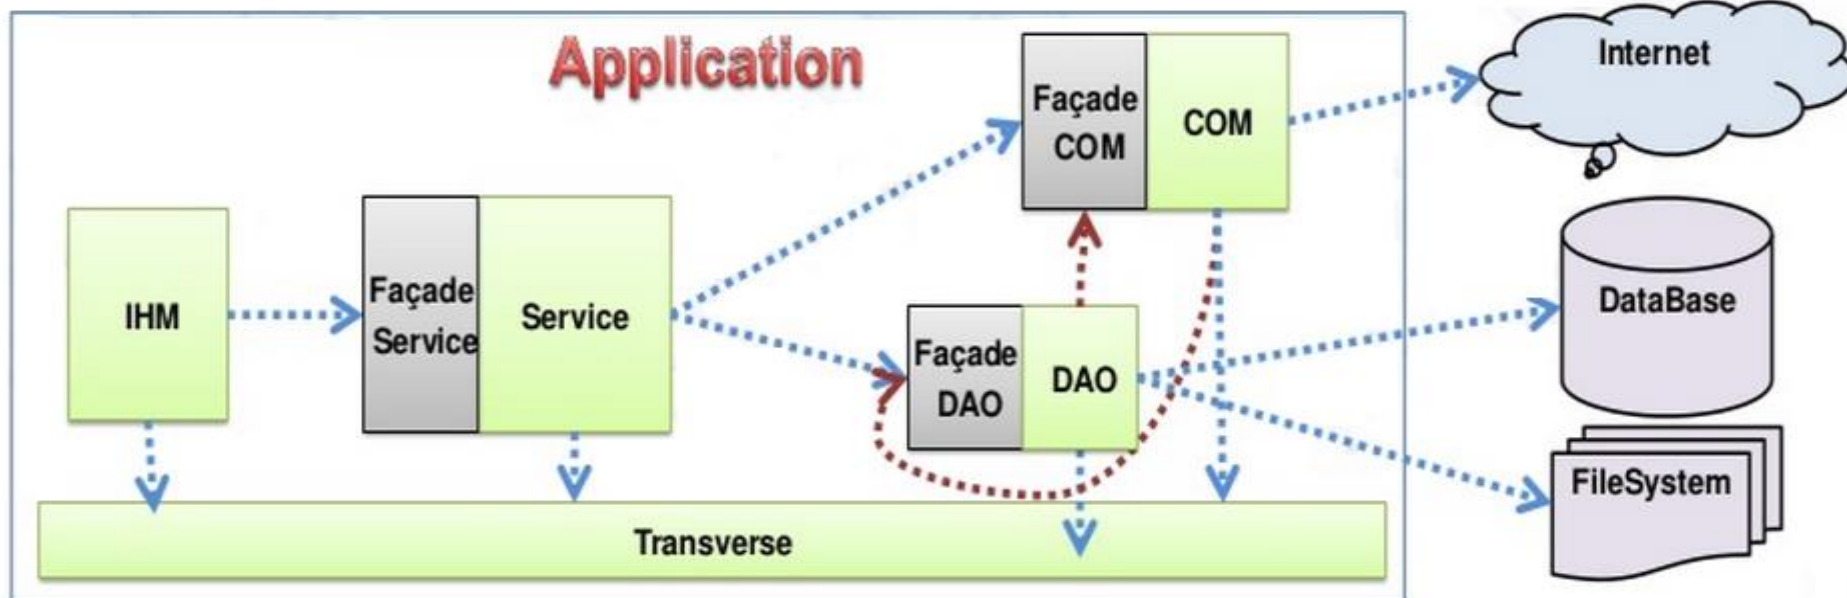 Application
Internet
Façade
COM
COM
IHM
Façade
Service
Service
Façade
DAO
DAO
DataBase
FileSystem
Transverse